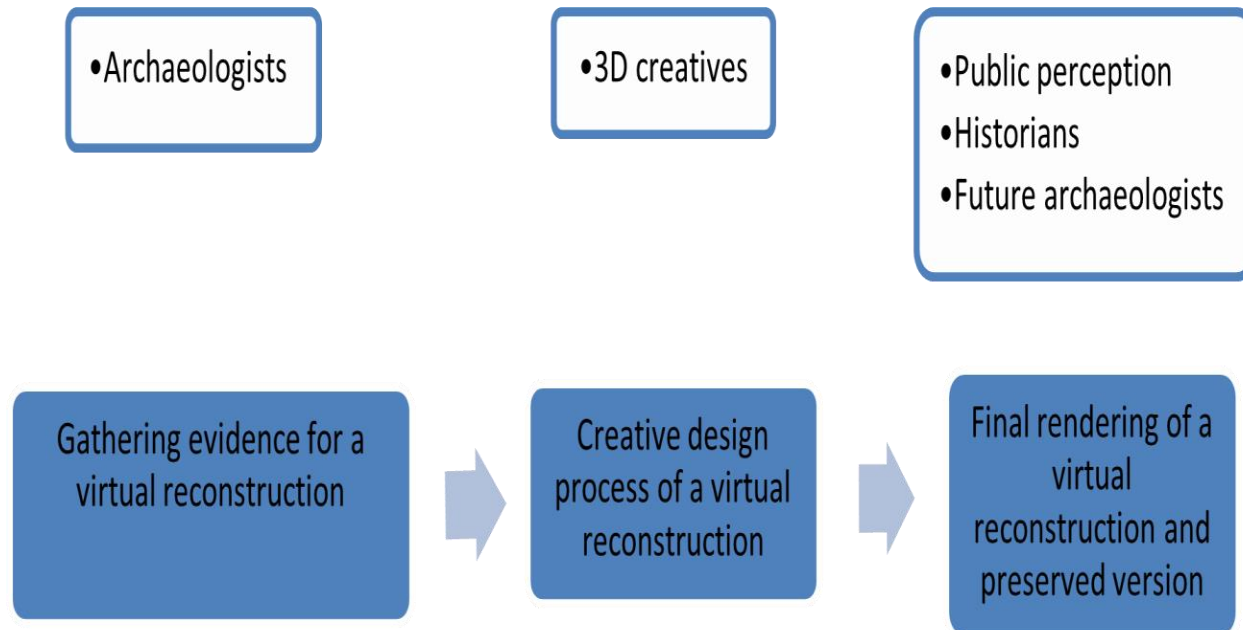 •Archaeologists
•3D creatives
•Public perception
•Historians
•Future archaeologists
Gathering evidence for a
virtual reconstruction
Creative design
process of a virtual
reconstruction
Final rendering of a
virtual
reconstruction and
preserved version